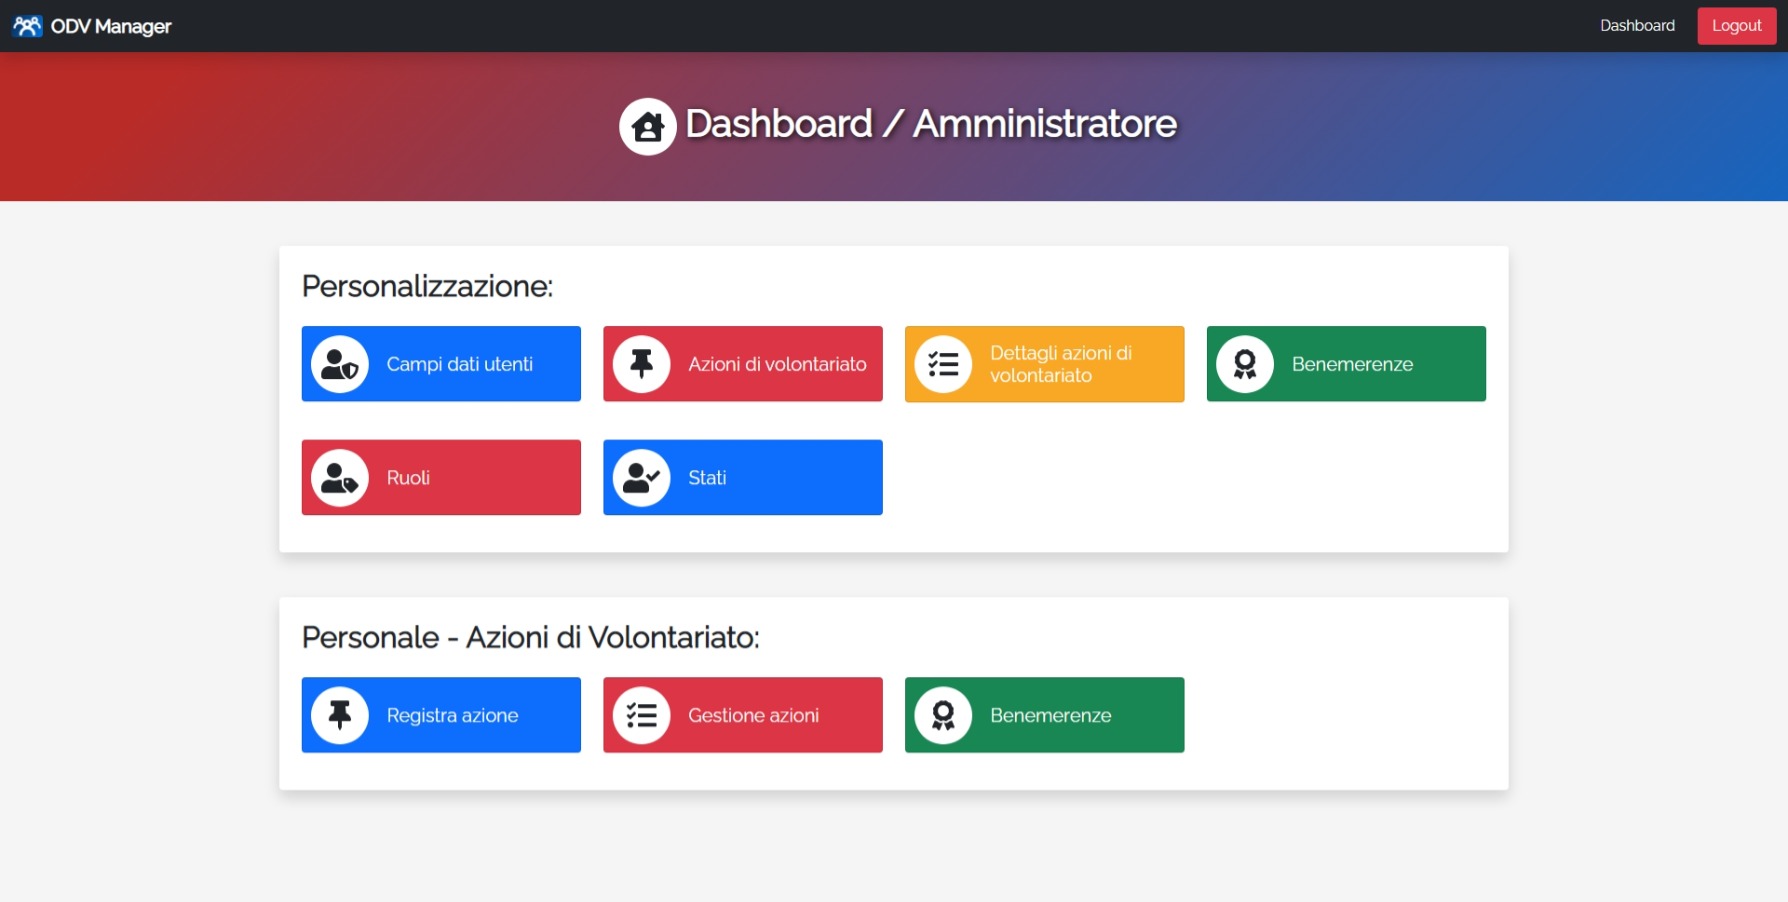 ODV Manager
Dashboard
Logout
Dashboard / Amministratore
Personalizzazione:
Campi dati utenti
Azioni di volontariato
Dettagli azioni di
volontariato
Benemerenze
Ruoli
Stati
Personale - Azioni di Volontariato:
Registra azione
Gestione azioni
Benemerenze